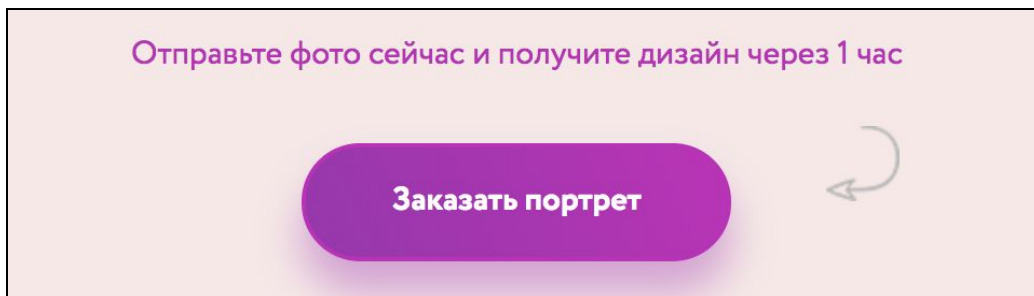 Отправьте фото сейчас и получите дизайн через 1 час
Заказать портрет